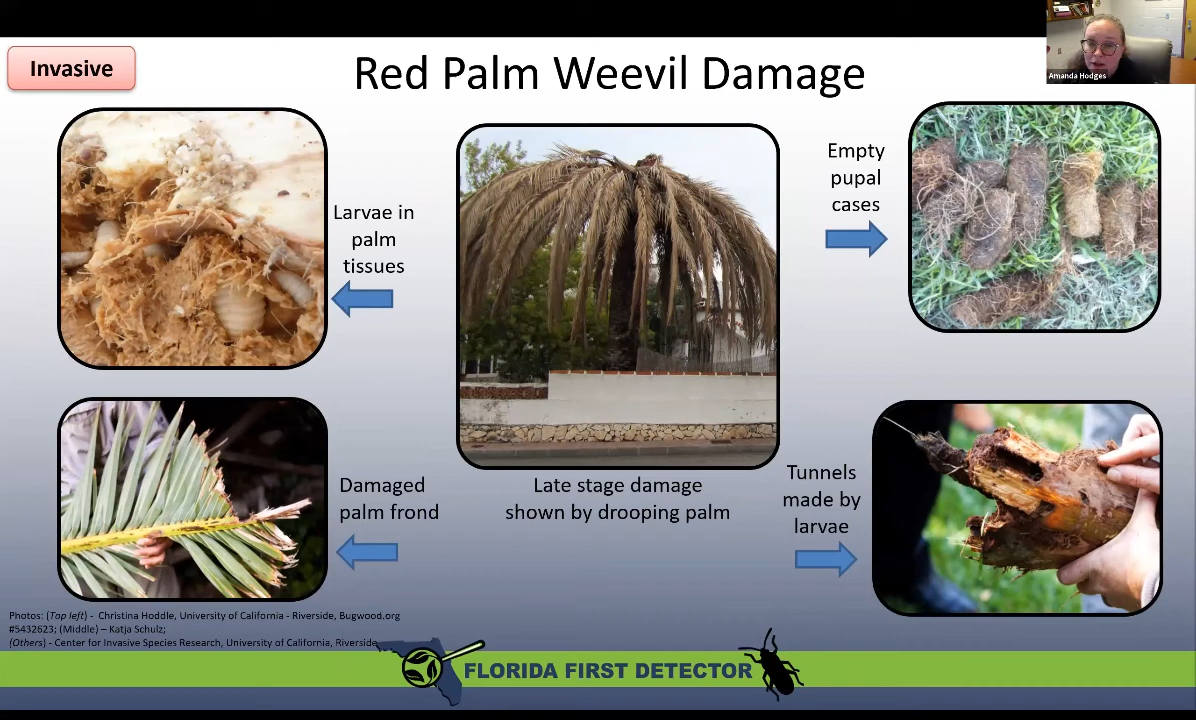 Invasive
Red Palm Weevil Damage
Amanda Hodges
Larvae in
palm
tissues
Empty
pupal
cases
Damaged
palm frond
Late stage damage
shown by drooping palm
Tunnels
made by
larvae
Photos: (Top left) - Christina Hoddle, University of California - Riverside, Bugwood.org
#5432623; (Middle) – Katja Schulz;
(Others) - Center for Invasive Species Research, University of California, Riverside
FLORIDA FIRST DETECTOR